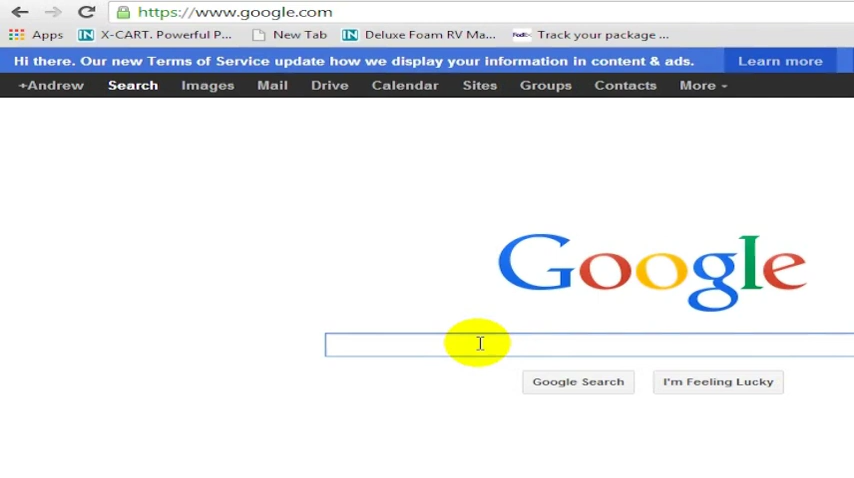 https://www.google.com
Apps X-CART. Powerful P... New Tab Deluxe Foam RV Ma... FedEx Track your package ...
Hi there. Our new Terms of Service update how we display your information in content & ads. Learn more
+Andrew Search Images Mail Drive Calendar Sites Groups Contacts More
Google
Google Search I'm Feeling Lucky